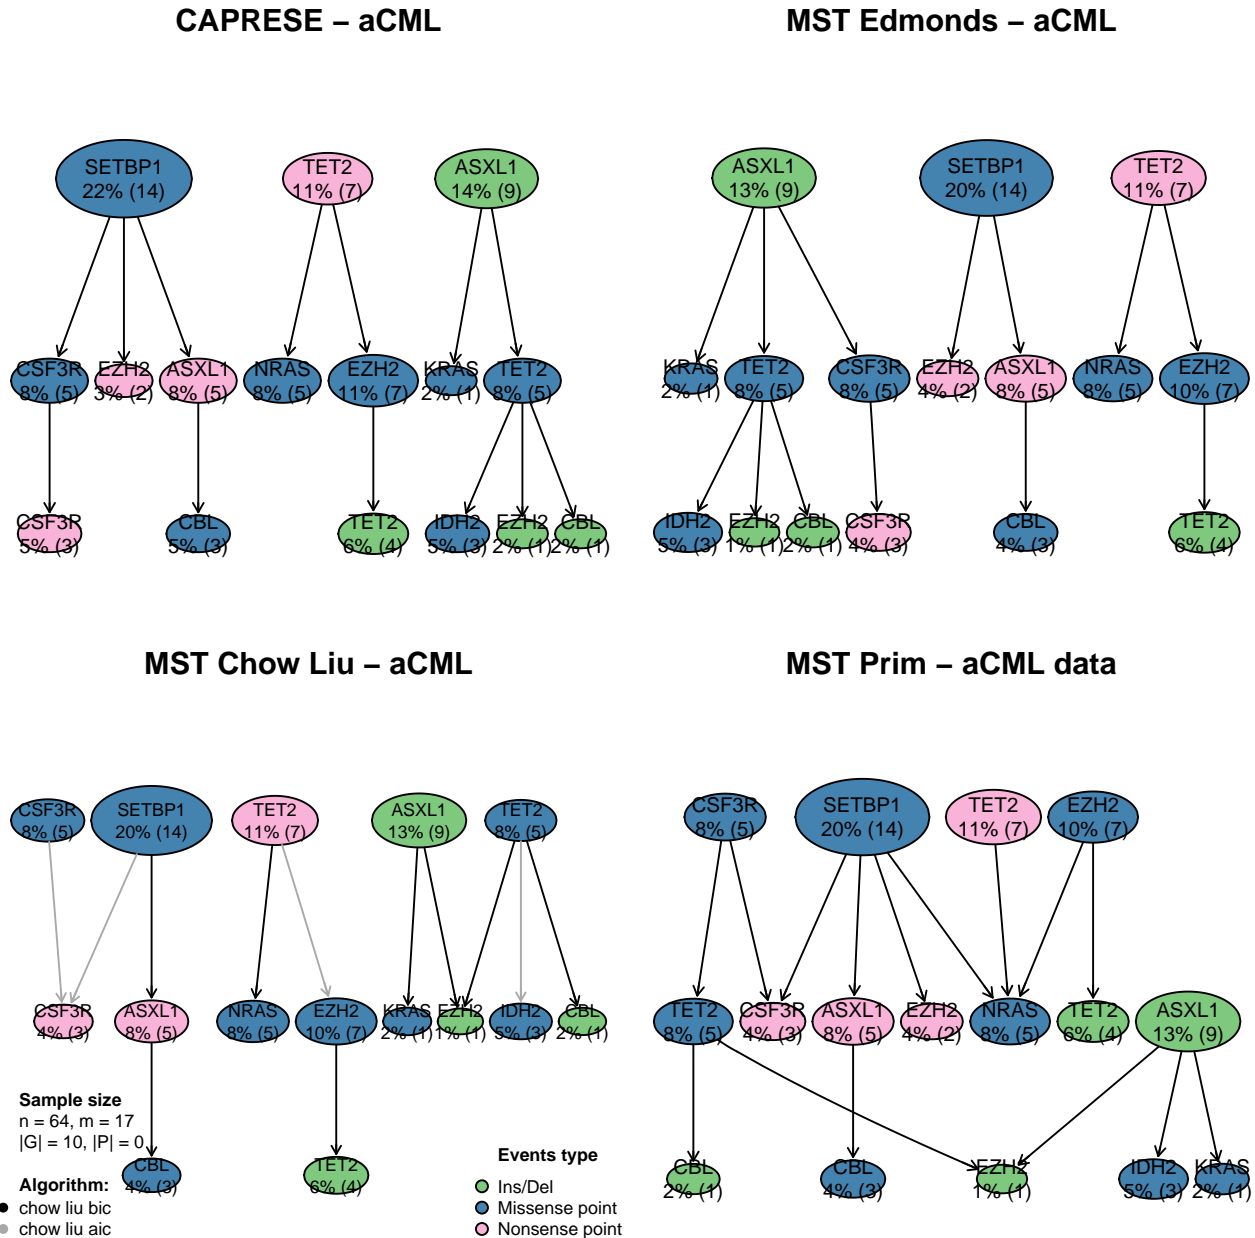 CAPRESE – aCML
SETBP1
22% (14)
TET2
11% (7)
ASXL1
14% (9)
CSF3R
8% (5)
EZH2
3% (2)
ASXL1
8% (5)
NRAS
8% (5)
EZH2
11% (7)
KRAS
2% (1)
TET2
8% (5)
CSF3R
5% (3)
CBL
5% (3)
TET2
6% (4)
IDH2
5% (3)
EZH2
2% (1)
CBL
2% (1)
MST Edmonds – aCML
ASXL1
13% (9)
SETBP1
20% (14)
TET2
11% (7)
KRAS
2% (1)
TET2
8% (5)
CSF3R
8% (5)
EZH2
4% (2)
ASXL1
8% (5)
NRAS
8% (5)
EZH2
10% (7)
IDH2
5% (3)
EZH2
1% (1)
CBL
2% (1)
CSF3R
4% (3)
CBL
4% (3)
TET2
6% (4)
MST Chow Liu – aCML
CSF3R
8% (5)
SETBP1
20% (14)
TET2
11% (7)
ASXL1
13% (9)
TET2
8% (5)
CSF3R
4% (3)
ASXL1
8% (5)
NRAS
8% (5)
EZH2
10% (7)
KRAS
2% (1)
EZH2
1% (1)
IDH2
5% (3)
CBL
2% (1)
CBL
4% (3)
TET2
6% (4)
Sample size
n = 64, m = 17
|G| = 10, |P| = 0
Algorithm:
chow liu bic
chow liu aic
Events type
Ins/Del
Missense point
Nonsense point
MST Prim – aCML data
CSF3R
8% (5)
SETBP1
20% (14)
TET2
11% (7)
EZH2
10% (7)
TET2
8% (5)
CSF3R
4% (3)
ASXL1
8% (5)
EZH2
4% (2)
NRAS
8% (5)
TET2
6% (4)
ASXL1
13% (9)
CBL
2% (1)
CBL
4% (3)
EZH2
1% (1)
IDH2
5% (3)
KRAS
2% (1)